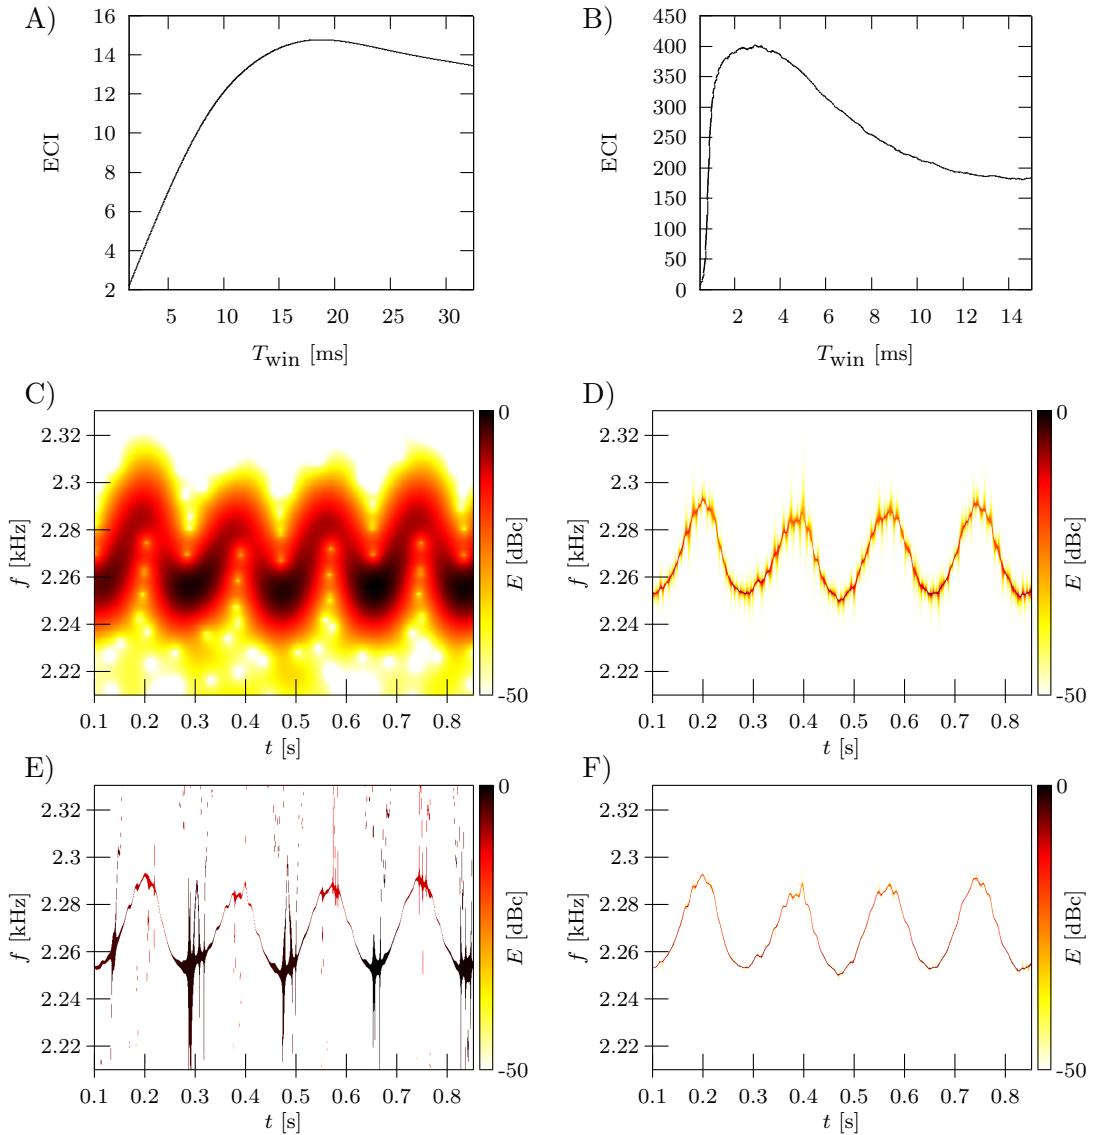 A)
16
14
12
10
8
6
4
2
ECI
5 10 15 20 25 30
T_win [ms]
B)
450
400
350
300
250
200
150
100
50
0
ECI
2 4 6 8 10 12 14
T_win [ms]
C)
2.32
2.3
2.28
2.26
2.24
2.22
f [kHz]
0.1 0.2 0.3 0.4 0.5 0.6 0.7 0.8
t [s]
0
E [dBc]
-50
D)
2.32
2.3
2.28
2.26
2.24
2.22
f [kHz]
0.1 0.2 0.3 0.4 0.5 0.6 0.7 0.8
t [s]
0
E [dBc]
-50
E)
2.32
2.3
2.28
2.26
2.24
2.22
f [kHz]
0.1 0.2 0.3 0.4 0.5 0.6 0.7 0.8
t [s]
0
E [dBc]
-50
F)
2.32
2.3
2.28
2.26
2.24
2.22
f [kHz]
0.1 0.2 0.3 0.4 0.5 0.6 0.7 0.8
t [s]
0
E [dBc]
-50